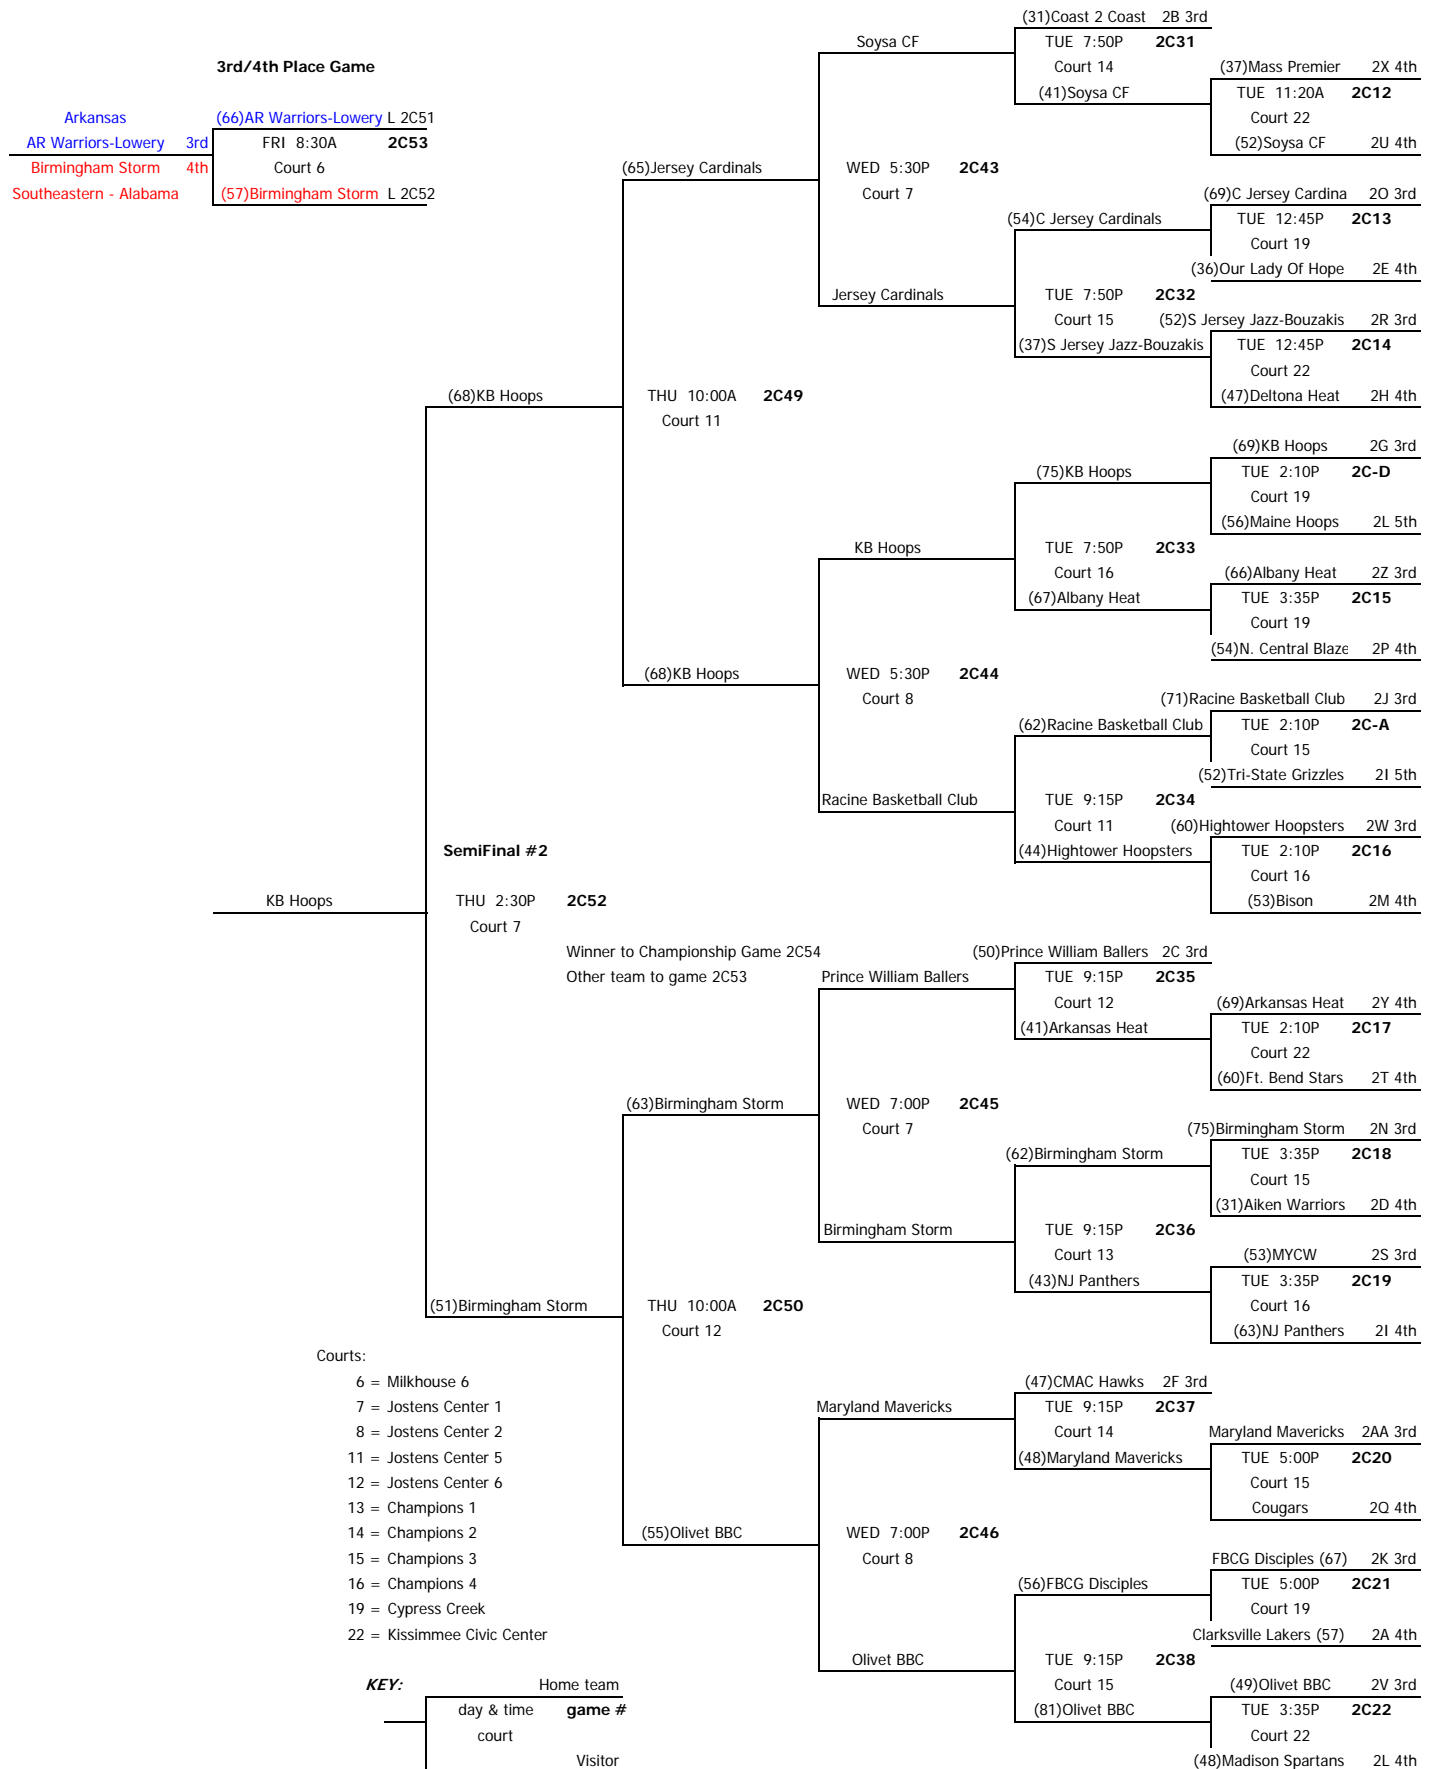 (31)Coast 2 Coast 2B 3rd
Soysa CF TUE 7:50P 2C31
3rd/4th Place Game Court 14 (37)Mass Premier 2X 4th
(41)Soysa CF TUE 11:20A 2C12
Arkansas (66)AR Warriors-Lowery L 2C51 Court 22
AR Warriors-Lowery 3rd FRI 8:30A 2C53 (52)Soysa CF 2U 4th
Birmingham Storm 4th Court 6 (65)Jersey Cardinals WED 5:30P 2C43
Southeastern - Alabama (57)Birmingham Storm L 2C52 Court 7 (69)C Jersey Cardina 2O 3rd
(54)C Jersey Cardinals TUE 12:45P 2C13
Court 19
(36)Our Lady Of Hope 2E 4th
Jersey Cardinals TUE 7:50P 2C32
Court 15 (52)S Jersey Jazz-Bouzakis 2R 3rd
(37)S Jersey Jazz-Bouzakis TUE 12:45P 2C14
Court 22
(68)KB Hoops THU 10:00A 2C49 (47)Deltona Heat 2H 4th
Court 11
(69)KB Hoops 2G 3rd
(75)KB Hoops TUE 2:10P 2C-D
Court 19
(56)Maine Hoops 2L 5th
KB Hoops TUE 7:50P 2C33
Court 16 (66)Albany Heat 2Z 3rd
(67)Albany Heat TUE 3:35P 2C15
Court 19
(54)N. Central Blaze 2P 4th
(68)KB Hoops WED 5:30P 2C44
Court 8 (71)Racine Basketball Club 2J 3rd
(62)Racine Basketball Club TUE 2:10P 2C-A
Court 15
(52)Tri-State Grizzles 2I 5th
Racine Basketball Club TUE 9:15P 2C34
Court 11 (60)Hightower Hoopsters 2W 3rd
SemiFinal #2 (44)Hightower Hoopsters TUE 2:10P 2C16
Court 16
KB Hoops THU 2:30P 2C52 (53)Bison 2M 4th
Court 7
Winner to Championship Game 2C54 (50)Prince William Ballers 2C 3rd
Other team to game 2C53 Prince William Ballers TUE 9:15P 2C35
Court 12 (69)Arkansas Heat 2Y 4th
(41)Arkansas Heat TUE 2:10P 2C17
Court 22
(60)Ft. Bend Stars 2T 4th
(63)Birmingham Storm WED 7:00P 2C45
Court 7 (75)Birmingham Storm 2N 3rd
(62)Birmingham Storm TUE 3:35P 2C18
Court 15
(31)Aiken Warriors 2D 4th
Birmingham Storm TUE 9:15P 2C36
Court 13 (53)MYCW 2S 3rd
(43)NJ Panthers TUE 3:35P 2C19
(51)Birmingham Storm THU 10:00A 2C50 Court 16
Court 12 (63)NJ Panthers 2I 4th
Courts:
6 = Milkhouse 6 (47)CMAC Hawks 2F 3rd
7 = Jostens Center 1 Maryland Mavericks TUE 9:15P 2C37
8 = Jostens Center 2 Court 14 Maryland Mavericks 2AA 3rd
11 = Jostens Center 5 (48)Maryland Mavericks TUE 5:00P 2C20
12 = Jostens Center 6 Court 15
13 = Champions 1 Cougars 2Q 4th
14 = Champions 2 (55)Olivet BBC WED 7:00P 2C46
15 = Champions 3 Court 8 FBCG Disciples (67) 2K 3rd
16 = Champions 4 (56)FBCG Disciples TUE 5:00P 2C21
19 = Cypress Creek Court 19
22 = Kissimmee Civic Center Clarksville Lakers (57) 2A 4th
Olivet BBC TUE 9:15P 2C38
KEY: Home team Court 15 (49)Olivet BBC 2V 3rd
day & time game # (81)Olivet BBC TUE 3:35P 2C22
court Court 22
Visitor (48)Madison Spartans 2L 4th